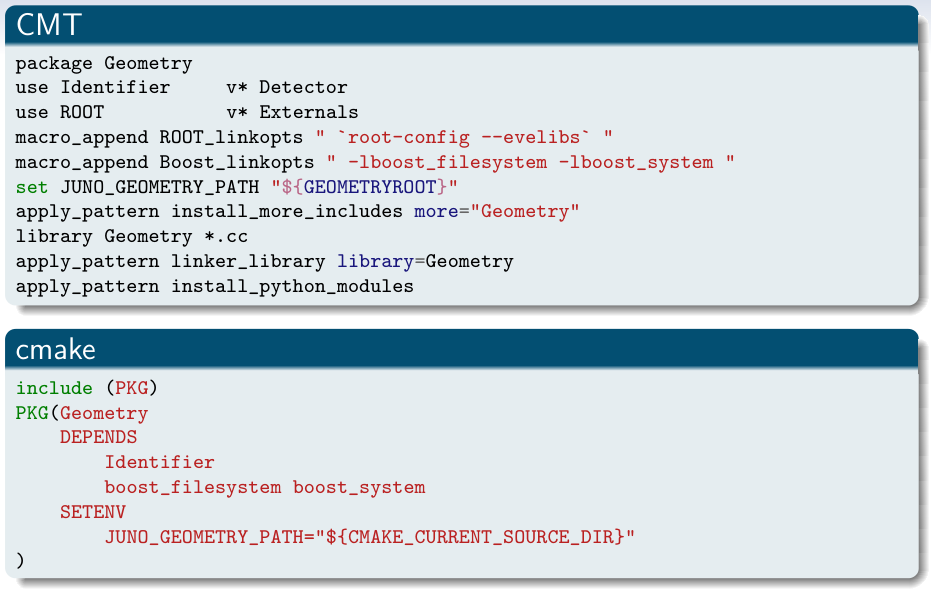 CMT
package Geometry
use Identifier     v* Detector
use ROOT           v* Externals
macro_append ROOT_linkopts " `root-config --evelibs` "
macro_append Boost_linkopts " -lboost_filesystem -lboost_system "
set JUNO_GEOMETRY_PATH "${GEOMETRYROOT}"
apply_pattern install_more_includes more="Geometry"
library Geometry *.cc
apply_pattern linker_library library=Geometry
apply_pattern install_python_modules
cmake
include (PKG)
PKG(Geometry
    DEPENDS
        Identifier
        boost_filesystem boost_system
    SETENV
        JUNO_GEOMETRY_PATH="${CMAKE_CURRENT_SOURCE_DIR}"
)